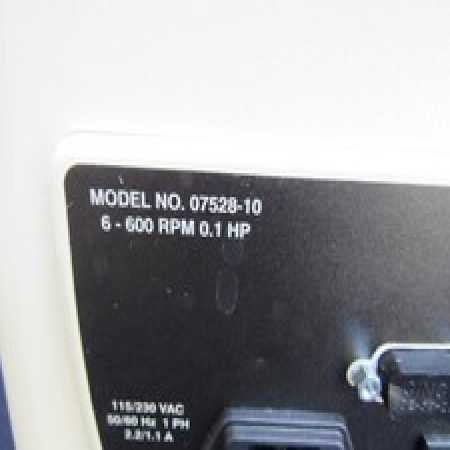 MODEL NO. 07528-10
6 - 600 RPM 0.1 HP
115/230 VAC
50/60 Hz 1 PH
2.2/1.1 A